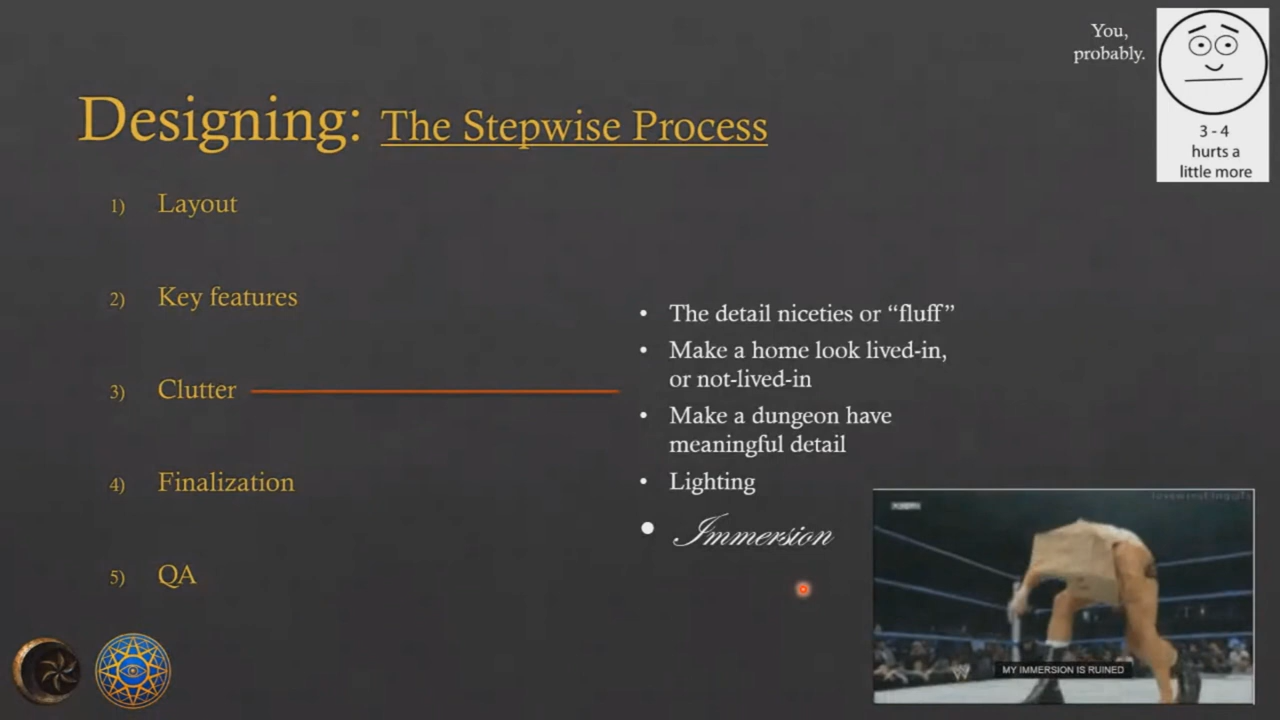 You,
probably.
3 - 4
hurts a
little more
Designing: The Stepwise Process
1) Layout
2) Key features
3) Clutter
4) Finalization
5) QA
• The detail niceties or “fluff”
• Make a home look lived-in,
or not-lived-in
• Make a dungeon have
meaningful detail
• Lighting
• Immersion
MY IMMERSION IS RUINED